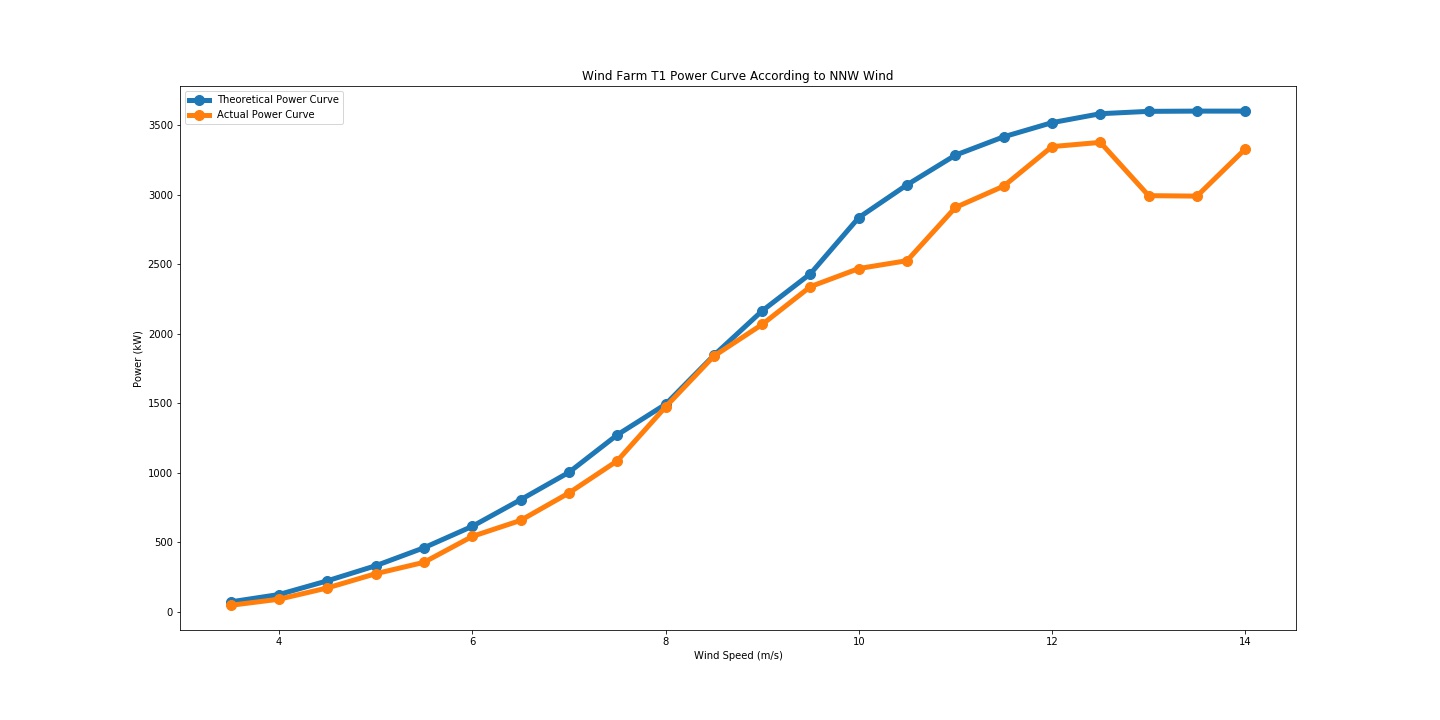 Wind Farm T1 Power Curve According to NNW Wind
Theoretical Power Curve
Actual Power Curve
3500
3000
2500
2000
1500
1000
500
0
Power (kW)
4 6 8 10 12 14
Wind Speed (m/s)